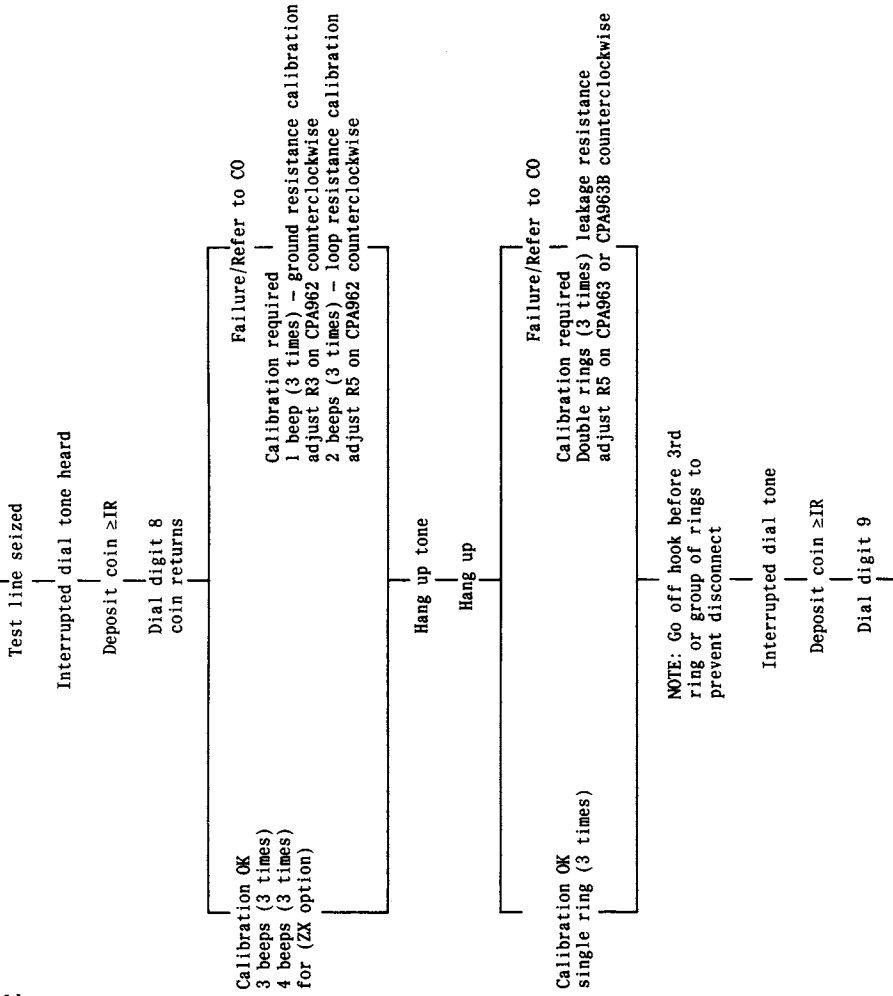 Test line seized
Interrupted dial tone heard
Deposit coin ≥IR
Dial digit 8
coin returns
Calibration OK
3 beeps (3 times)
4 beeps (3 times)
for (ZX option)
Failure/Refer to CO
Calibration required
1 beep (3 times) – ground resistance calibration
adjust R3 on CPA962 counterclockwise
2 beeps (3 times) – loop resistance calibration
adjust R5 on CPA962 counterclockwise
Hang up tone
Hang up
Calibration OK
single ring (3 times)
Failure/Refer to CO
Calibration required
Double rings (3 times) leakage resistance
adjust R5 on CPA963 or CPA963B counterclockwise
NOTE: Go off hook before 3rd
ring or group of rings to
prevent disconnect
Interrupted dial tone
Deposit coin ≥IR
Dial digit 9